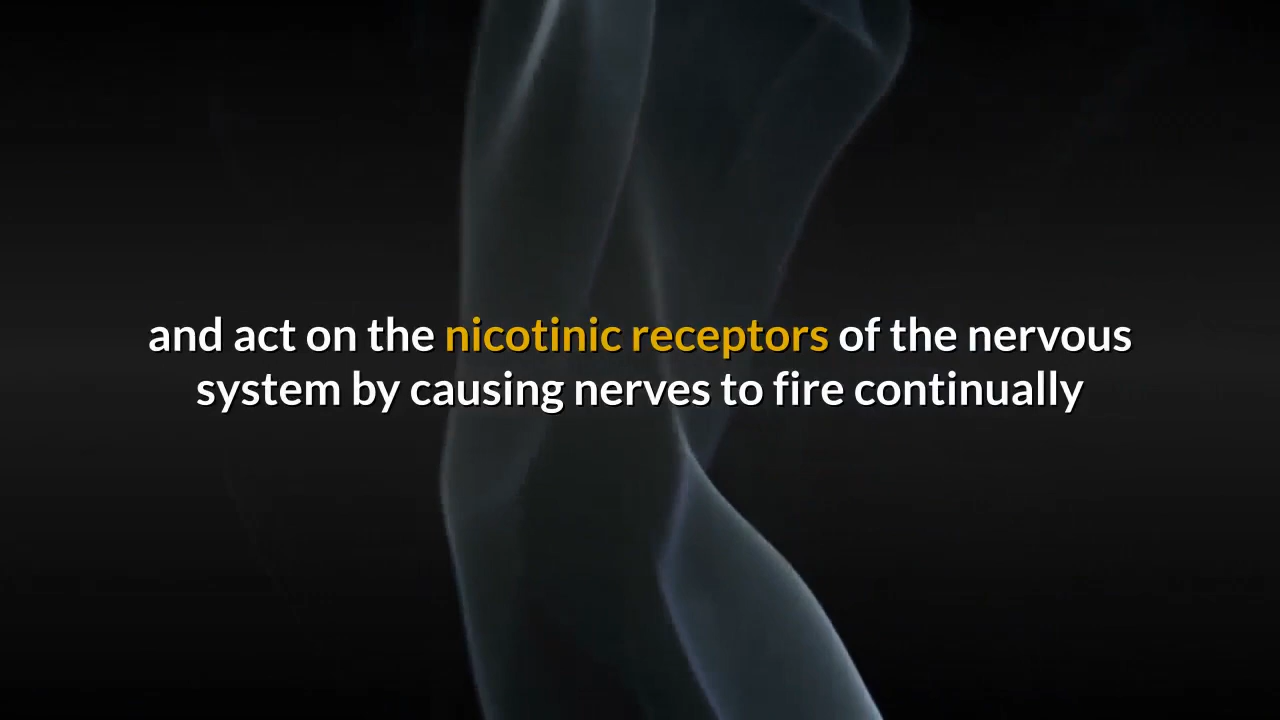 and act on the nicotinic receptors of the nervous
system by causing nerves to fire continually